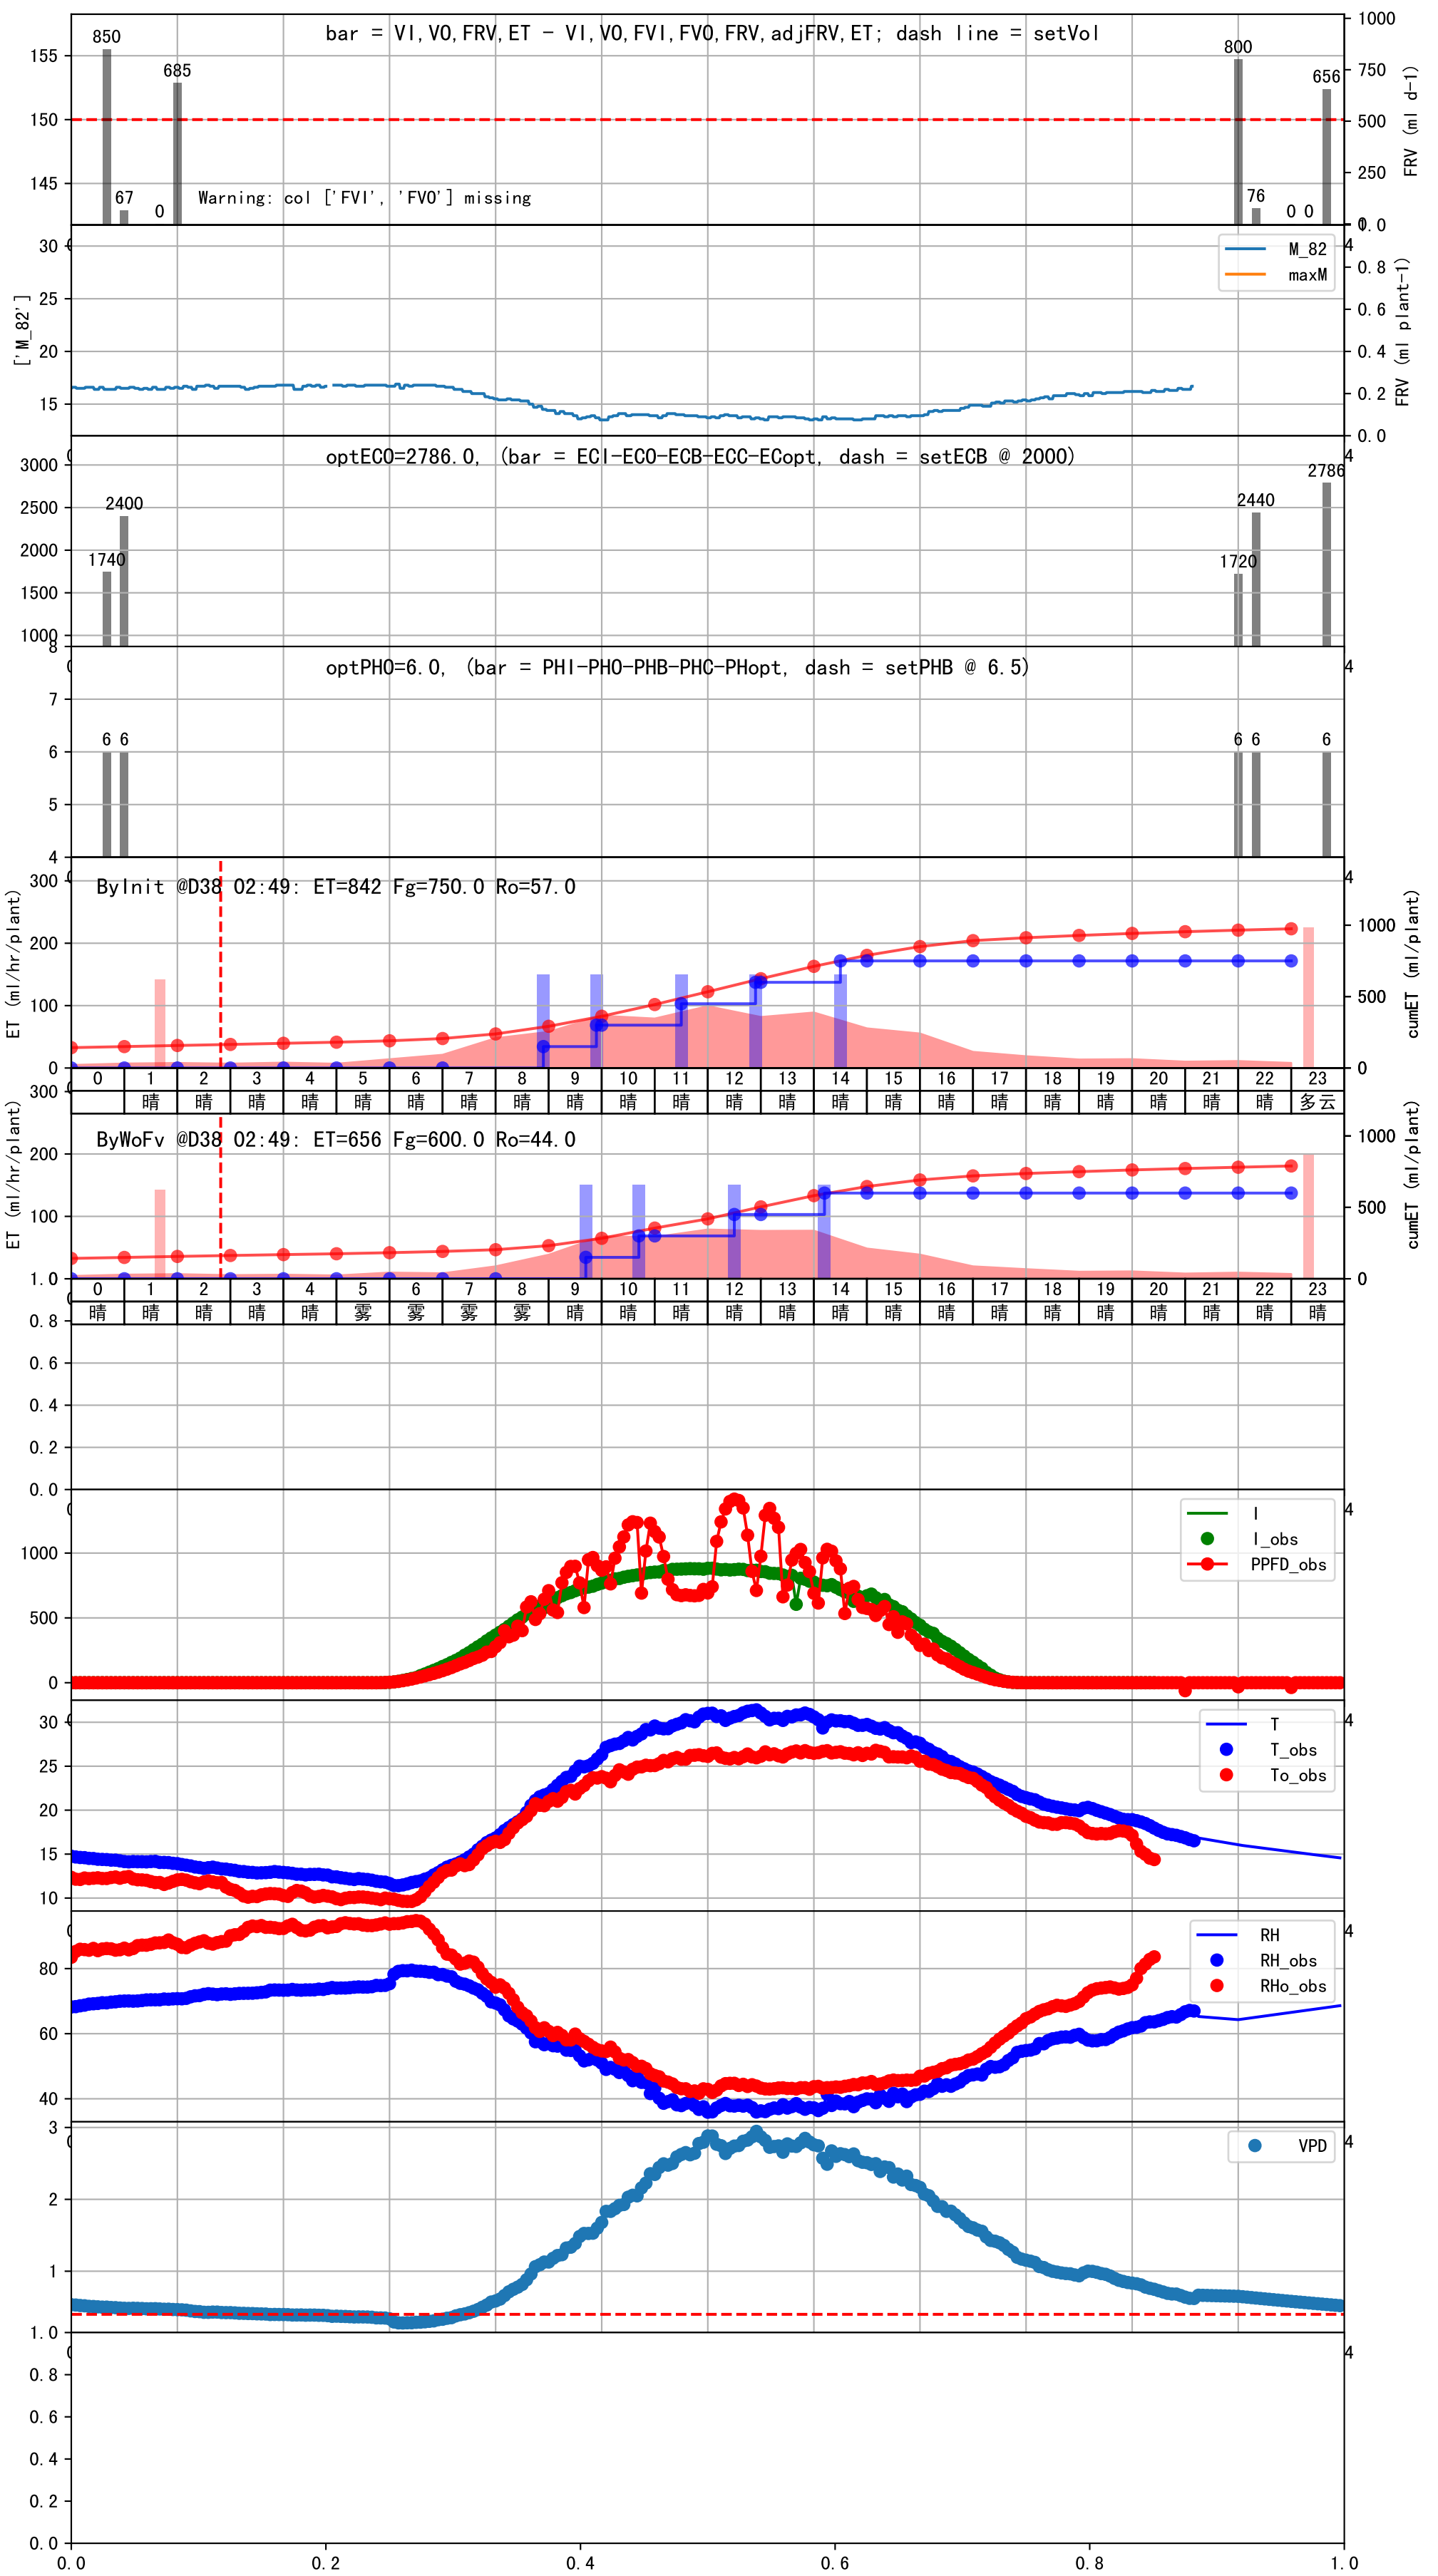 bar = VI,VO,FRV,ET - VI,VO,FVI,FVO,FRV,adjFRV,ET; dash line = setVol
850
67
0
685
800
76
0
0
656
Warning: col ['FVI', 'FVO'] missing
155
150
145
1000
750
500
250
FRV (ml d-1)
1.0
0.8
0.6
0.4
0.2
0.0
FRV (ml plant-1)
30
25
20
15
['M_82']
M_82
maxM
optECO=2786.0, (bar = ECI-ECO-ECB-ECC-ECopt, dash = setECB @ 2000)
3000
2500
2000
1500
1000
1740
2400
1720
2440
2786
optPHO=6.0, (bar = PHI-PHO-PHB-PHC-PHopt, dash = setPHB @ 6.5)
8
7
6
5
4
6 6
6 6
6
ByInit @D38 02:49: ET=842 Fg=750.0 Ro=57.0
300
200
100
0
ET (ml/hr/plant)
1000
500
0
cumET (ml/plant)
0 1 2 3 4 5 6 7 8 9 10 11 12 13 14 15 16 17 18 19 20 21 22 23
晴 晴 晴 晴 晴 晴 晴 晴 晴 晴 晴 晴 晴 晴 晴 晴 晴 晴 晴 晴 晴 晴 多云
ByWoFv @D38 02:49: ET=656 Fg=600.0 Ro=44.0
300
200
100
ET (ml/hr/plant)
1000
500
0
cumET (ml/plant)
0 1 2 3 4 5 6 7 8 9 10 11 12 13 14 15 16 17 18 19 20 21 22 23
晴 晴 晴 晴 晴 雾 雾 雾 雾 晴 晴 晴 晴 晴 晴 晴 晴 晴 晴 晴 晴 晴 晴 晴
1.0
0.8
0.6
0.4
0.2
0.0
1000
500
0
I
I_obs
PPFD_obs
30
25
20
15
10
T
T_obs
To_obs
80
60
40
RH
RH_obs
RHo_obs
3
2
1
VPD
1.0
0.8
0.6
0.4
0.2
0.0
0.0 0.2 0.4 0.6 0.8 1.0